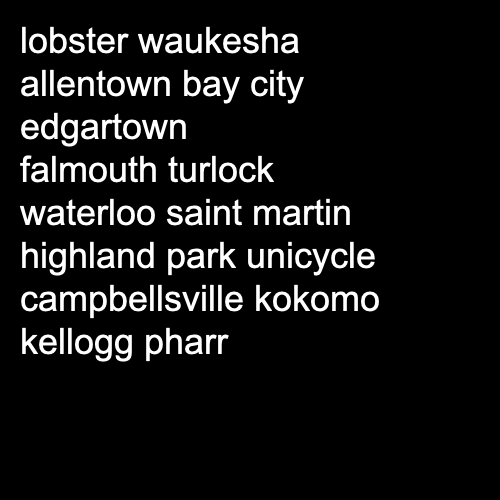 lobster waukesha
allentown bay city
edgartown
falmouth turlock
waterloo saint martin
highland park unicycle
campbellsville kokomo
kellogg pharr